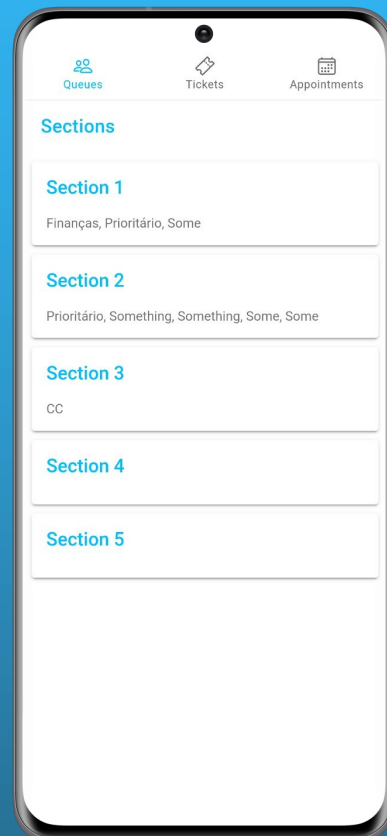 Queues Tickets Appointments
Sections
Section 1
Finanças, Prioritário, Some
Section 2
Prioritário, Something, Something, Some, Some
Section 3
CC
Section 4
Section 5